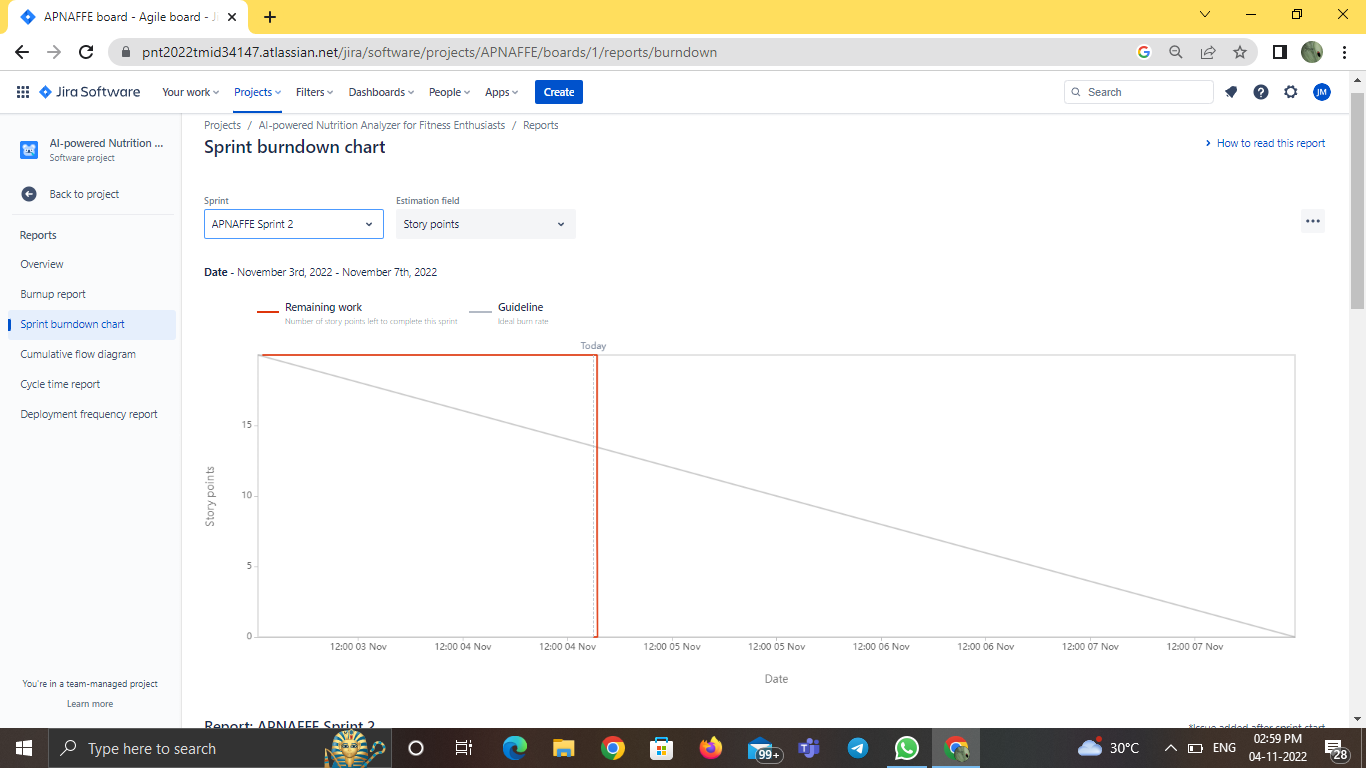 APNAFFE board - Agile board - Ji
pnt2022tmid34147.atlassian.net/jira/software/projects/APNAFFE/boards/1/reports/burndown
Jira Software
Your work
Projects
Filters
Dashboards
People
Apps
Create
Search
JM
AI-powered Nutrition ...
Software project
Back to project
Reports
Overview
Burnup report
Sprint burndown chart
Cumulative flow diagram
Cycle time report
Deployment frequency report
You're in a team-managed project
Learn more
Projects / AI-powered Nutrition Analyzer for Fitness Enthusiasts / Reports
Sprint burndown chart
How to read this report
Sprint
Estimation field
APNAFFE Sprint 2
Story points
Date - November 3rd, 2022 - November 7th, 2022
Remaining work
Number of story points left to complete this sprint
Guideline
Ideal burn rate
Today
Story points
15
10
5
0
12:00 03 Nov
12:00 04 Nov
12:00 04 Nov
12:00 05 Nov
12:00 05 Nov
12:00 06 Nov
12:00 06 Nov
12:00 07 Nov
12:00 07 Nov
Date
Report: APNAFFE Sprint 2
*Issue added after sprint start
Type here to search
99+
30°C
ENG
02:59 PM
04-11-2022
28